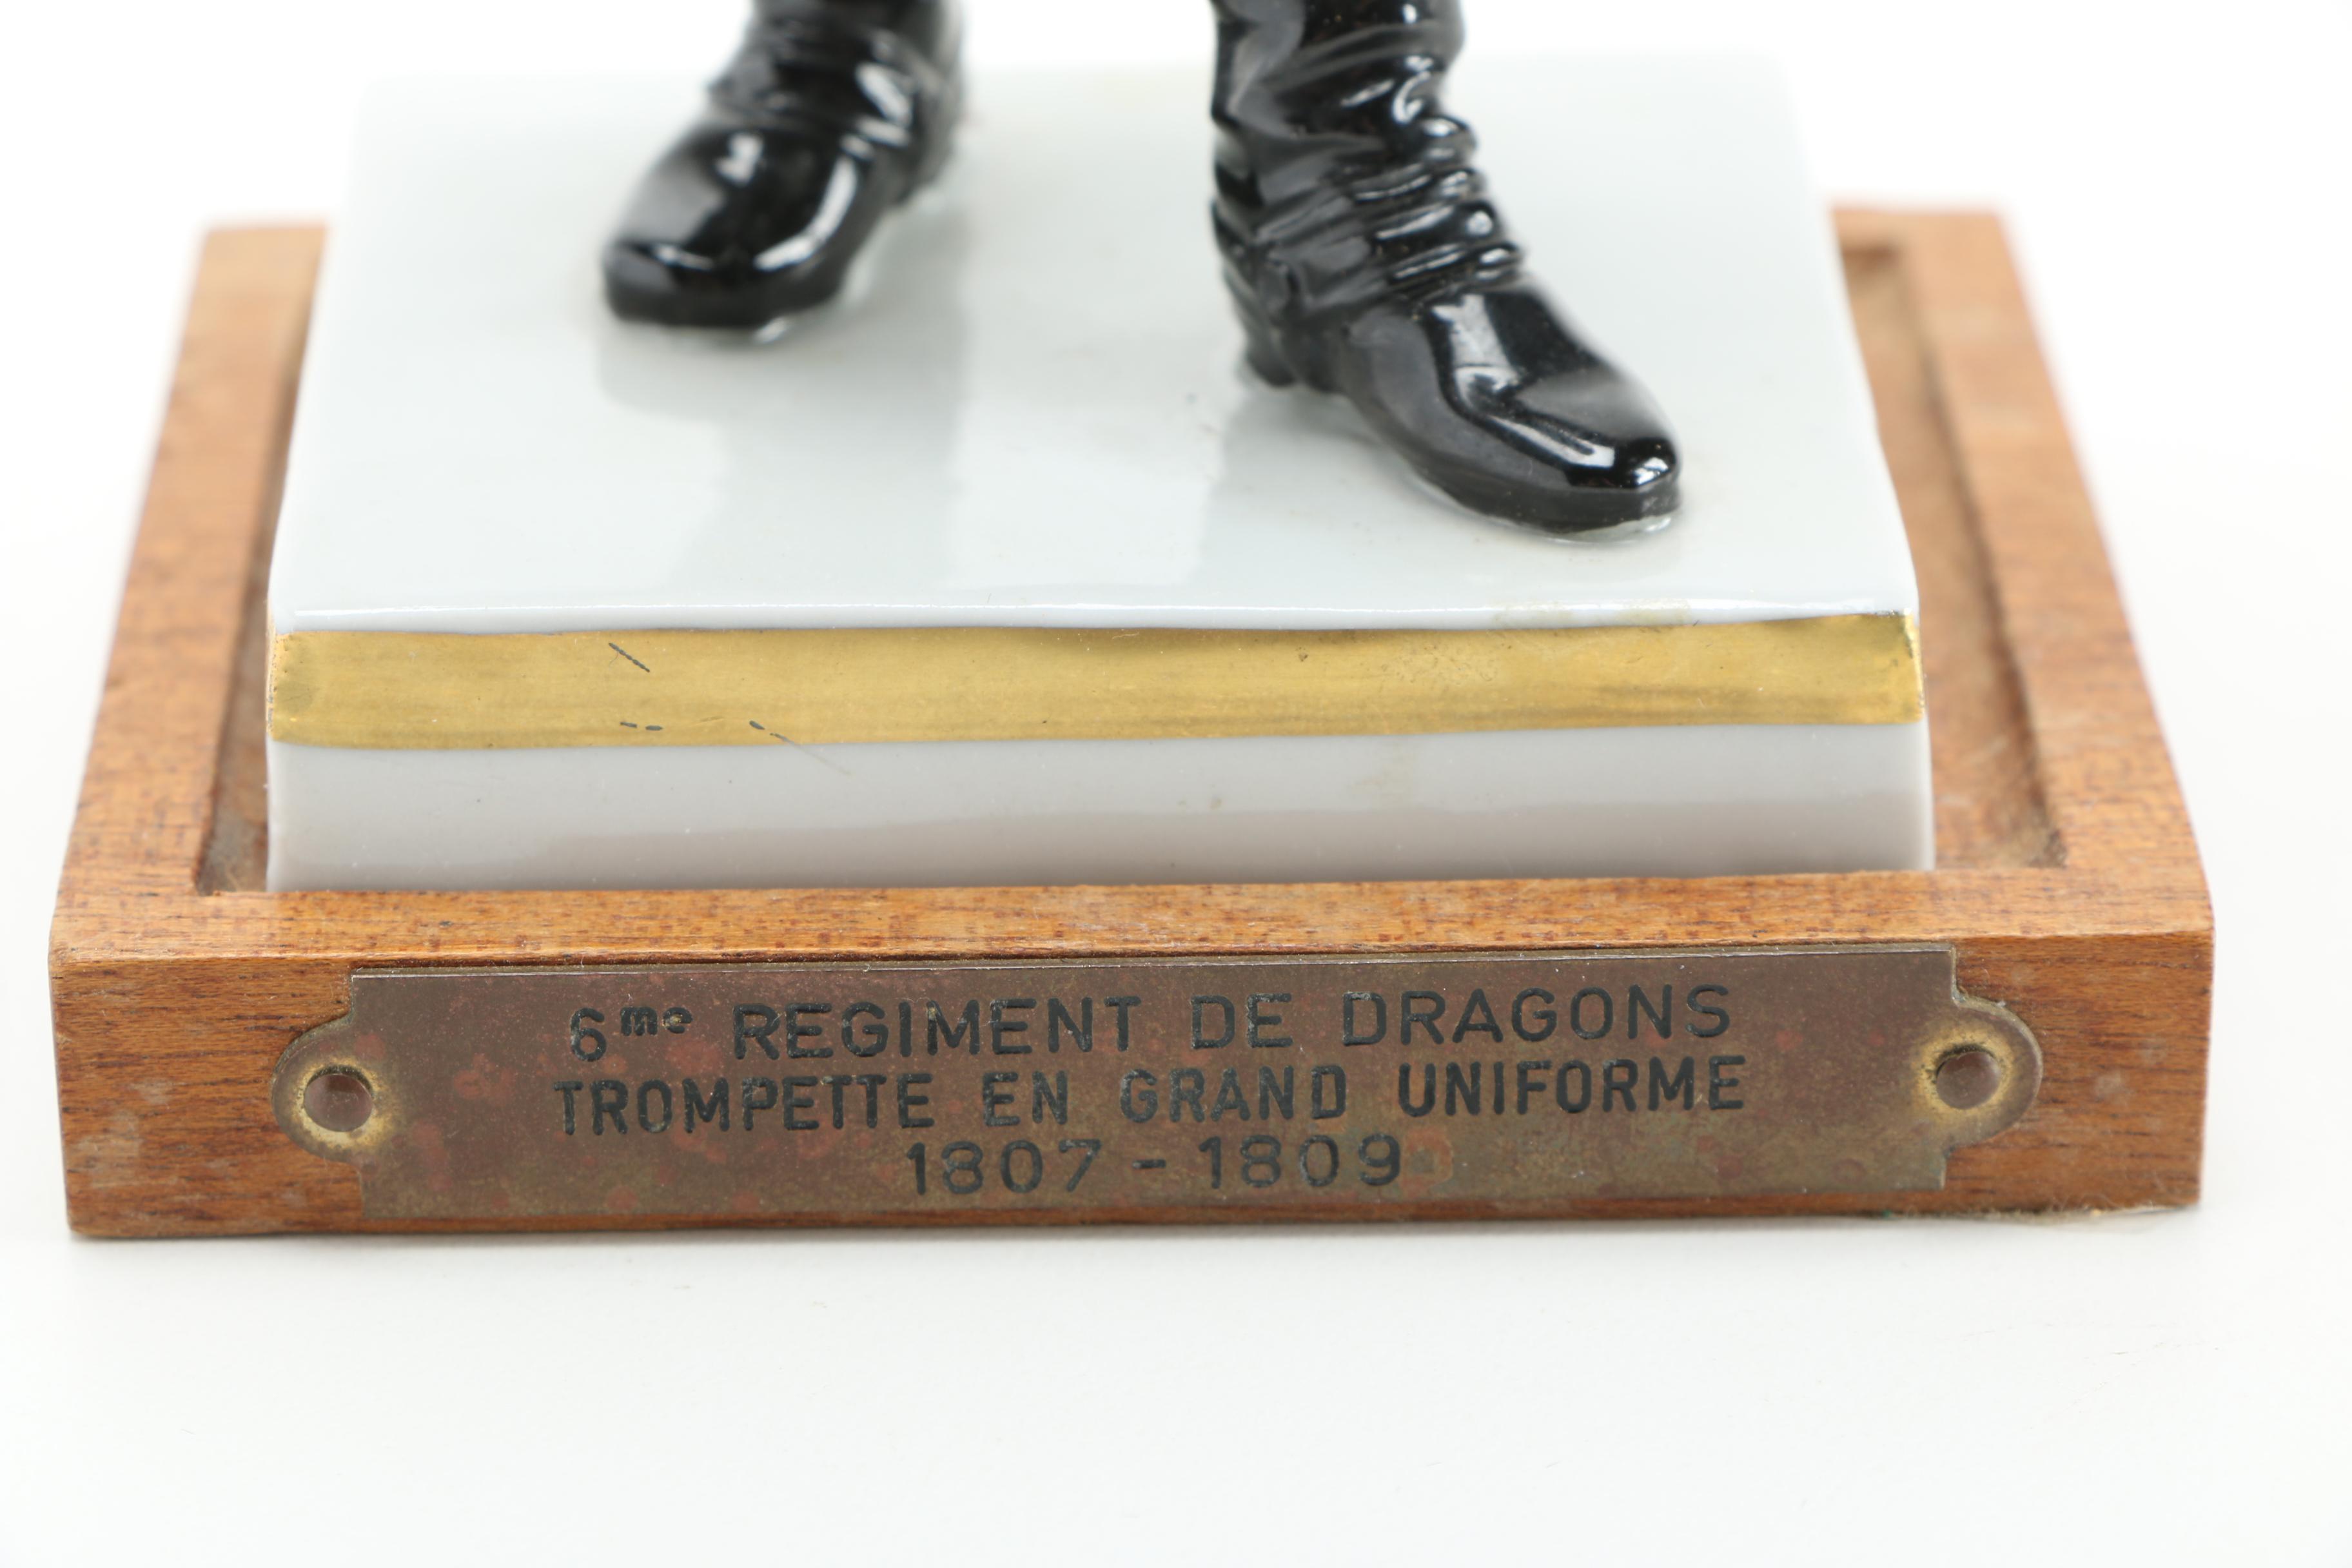 6me REGIMENT DE DRAGONS
TROMPETTE EN GRAND UNIFORME
1807 - 1809